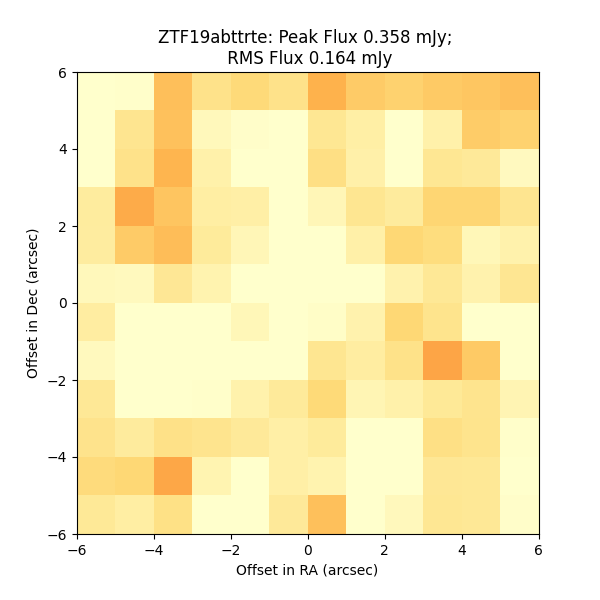 ZTF19abttrte: Peak Flux 0.358 mJy;
RMS Flux 0.164 mJy
6
4
2
0
−2
−4
−6
Offset in Dec (arcsec)
−6 −4 −2 0 2 4 6
Offset in RA (arcsec)